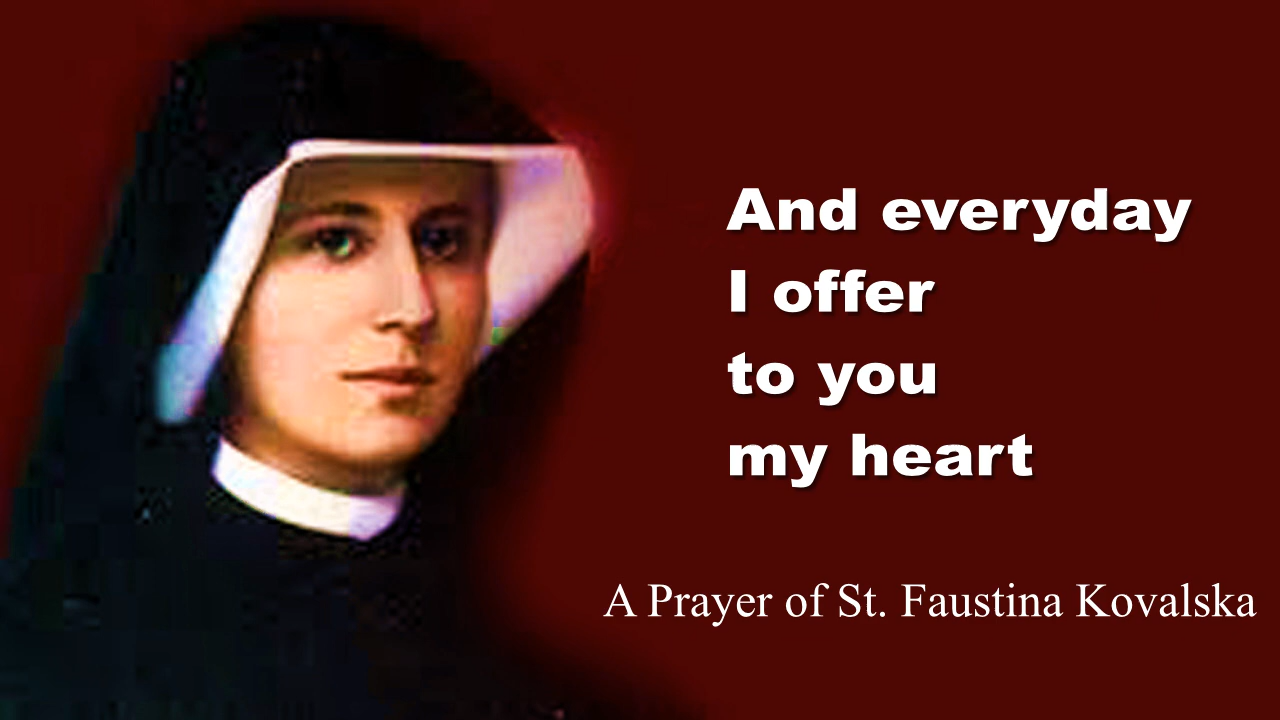 And everyday
I offer
to you
my heart
A Prayer of St. Faustina Kovalska